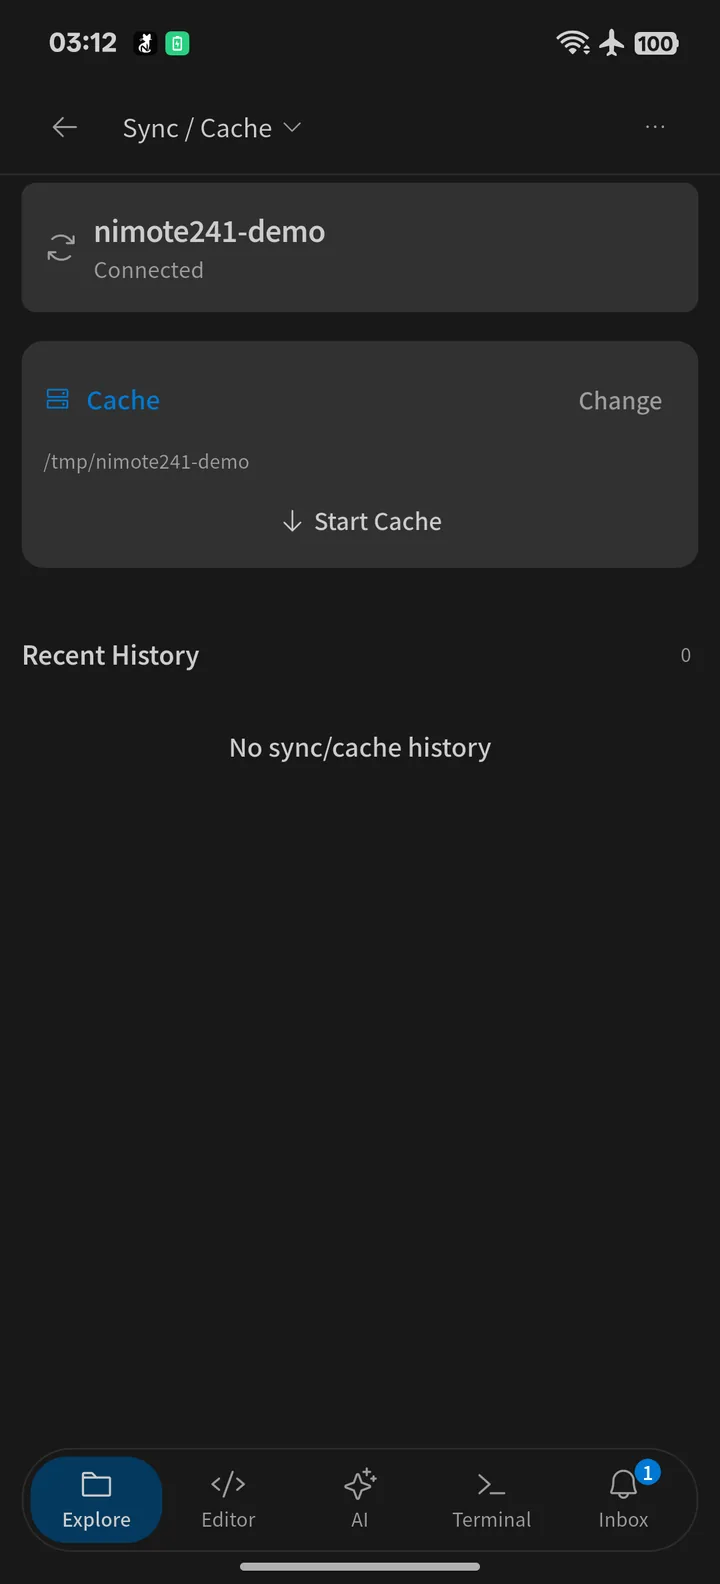 03:12
100
Sync / Cache
...
nimote241-demo
Connected
Cache
Change
/tmp/nimote241-demo
Start Cache
Recent History
0
No sync/cache history
1
Explore
Editor
AI
Terminal
Inbox